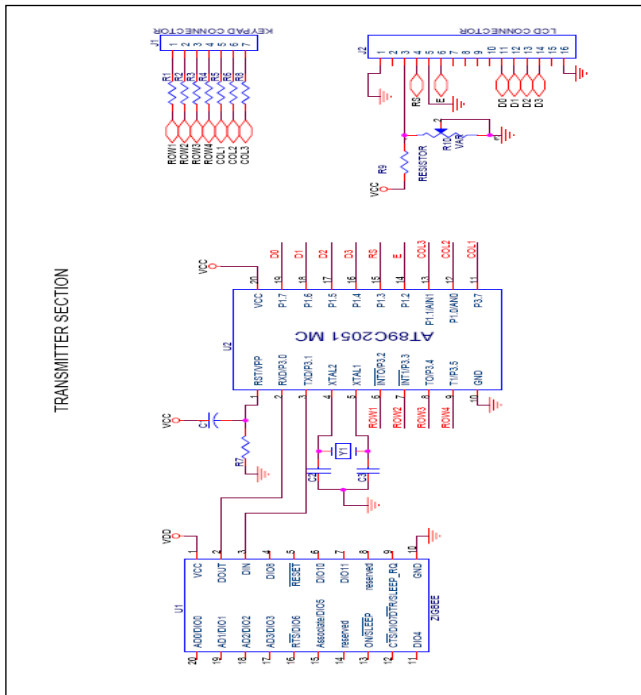 TRANSMITTER SECTION
KEYPAD CONNECTOR
J1
1
2
3
4
5
6
7
R1
R2
R3
R4
R5
R6
R8
ROW1
ROW2
ROW3
ROW4
COL1
COL2
COL3
LCD CONNECTOR
J2
1
2
3
4
5
6
7
8
9
10
11
12
13
14
15
16
RS
E
D0
D1
D2
D3
VCC
R9
RESISTOR
R10
VAR
2
VCC
D0
D1
D2
D3
RS
E
COL3
COL2
COL1
20
19
18
17
16
15
14
13
12
11
VCC
P1.7
P1.6
P1.5
P1.4
P1.3
P1.2
P1.1/AIN1
P1.0/AN0
P3.7
U2
AT89C2051 MC
RST/VPP
RXD/P3.0
TXD/P3.1
XTAL2
XTAL1
INTO/P3.2
INT1/P3.3
TO/P3.4
T1/P3.5
GND
1
2
3
4
5
6
7
8
9
10
ROW1
ROW2
ROW3
ROW4
VCC
R7
C2
Y1
C3
VDD
1
2
3
4
5
6
7
8
9
10
VCC
DOUT
DIN
DIO8
RESET
DIO10
DIO11
reserved
CTS/DIO7DTR/SLEEP_RQ
GND
U1
ZIGBEE
AD0/DIO0
AD1/DIO1
AD2/DIO2
AD3/DIO3
RTS/DIO6
Associate/DIO5
reserved
ON/SLEEP
DIO4
20
19
18
17
16
15
14
13
12
11